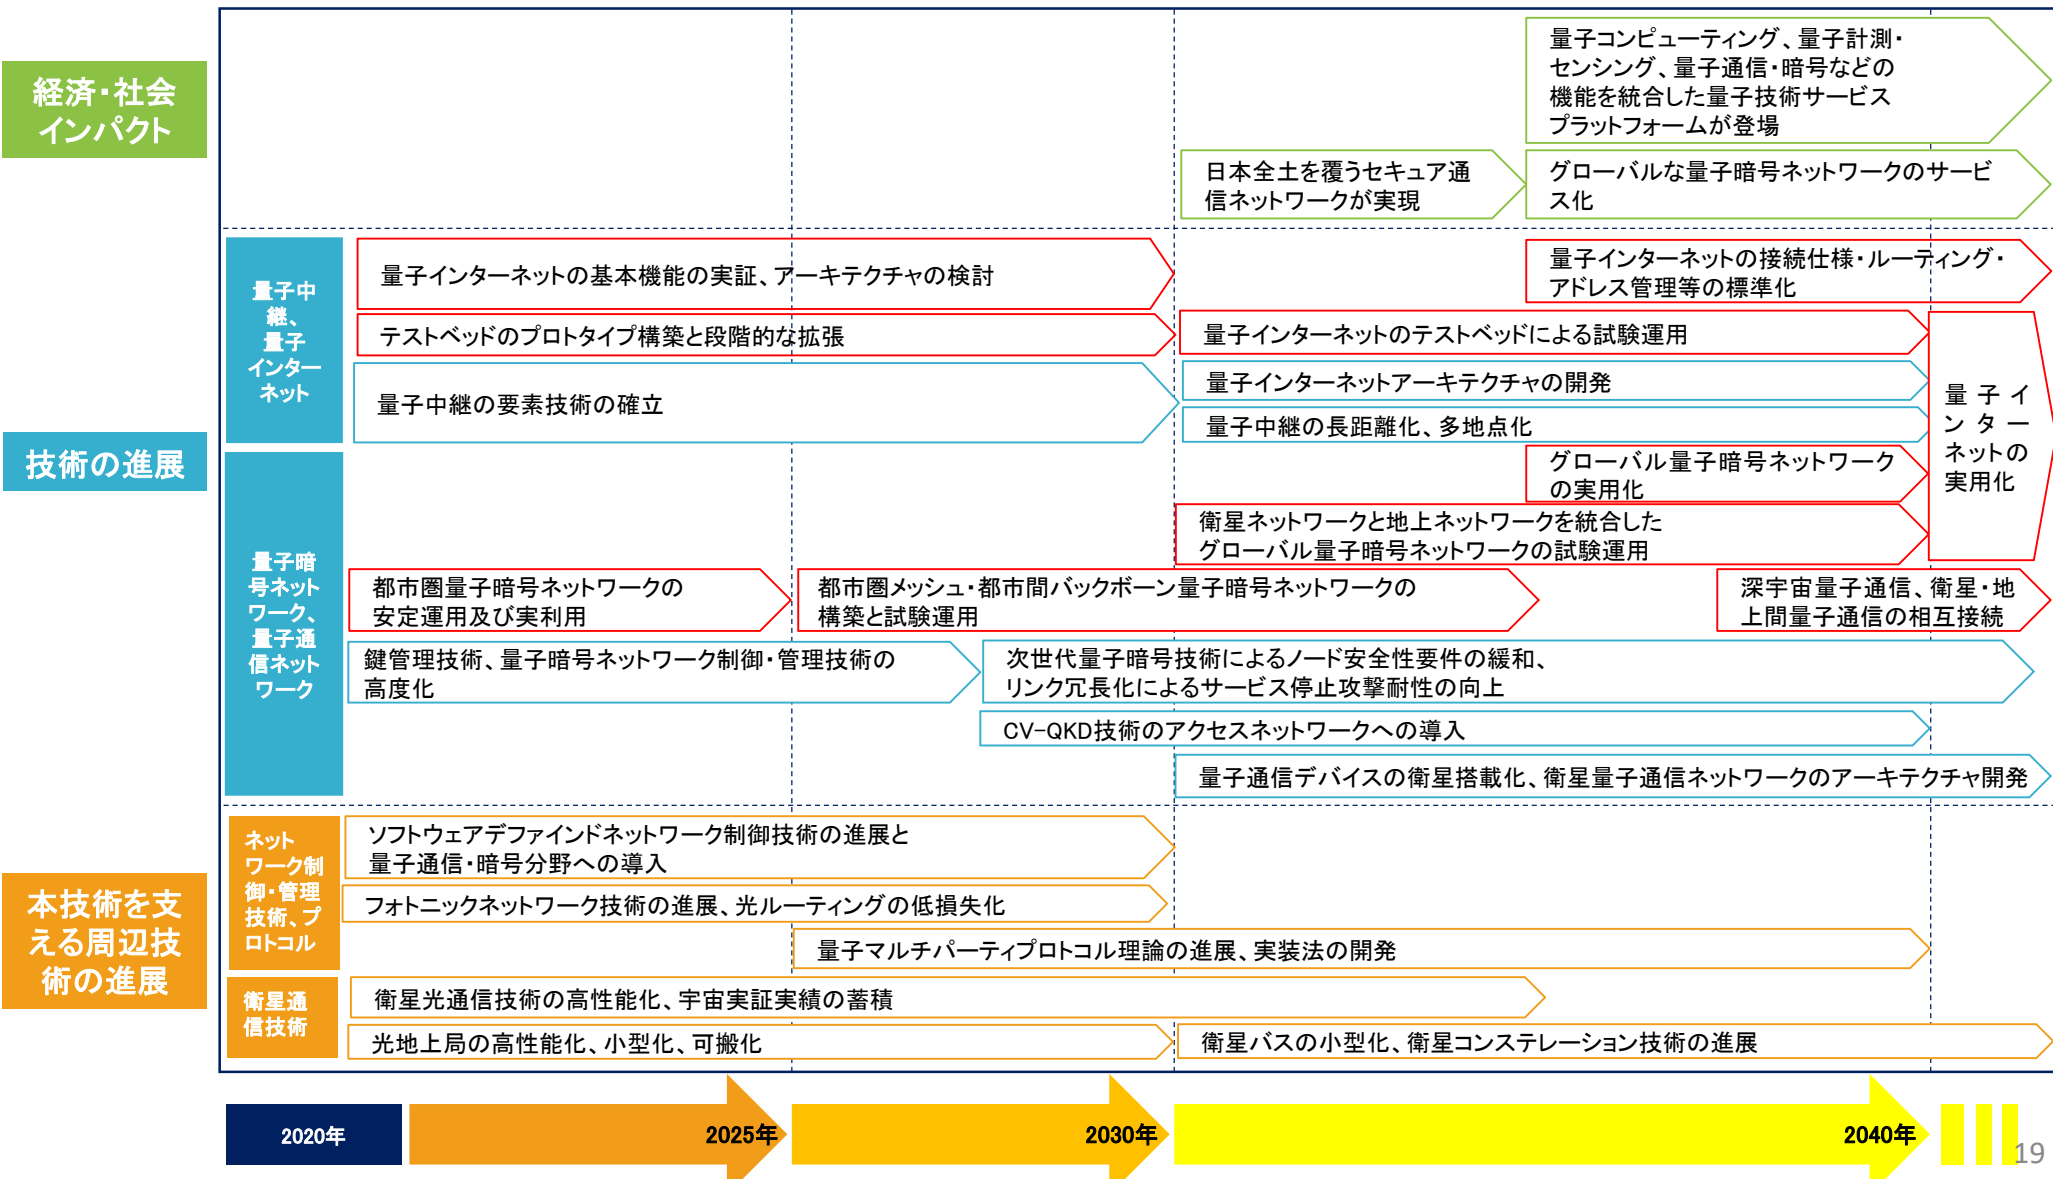 経済・社会
インパクト
量子コンピューティング、量子計測・
センシング、量子通信・暗号などの
機能を統合した量子技術サービス
プラットフォームが登場
日本全土を覆うセキュア通
信ネットワークが実現
グローバルな量子暗号ネットワークのサービ
ス化
技術の進展
量子中
継、
量子
インター
ネット
量子インターネットの基本機能の実証、アーキテクチャの検討
量子インターネットの接続仕様・ルーティング・
アドレス管理等の標準化
テストベッドのプロトタイプ構築と段階的な拡張
量子インターネットのテストベッドによる試験運用
量子中継の要素技術の確立
量子インターネットアーキテクチャの開発
量子中継の長距離化、多地点化
量子イ
ンター
ネットの
実用化
量子暗
号ネット
ワーク、
量子通
信ネット
ワーク
グローバル量子暗号ネットワーク
の実用化
衛星ネットワークと地上ネットワークを統合した
グローバル量子暗号ネットワークの試験運用
都市圏量子暗号ネットワークの
安定運用及び実利用
都市圏メッシュ・都市間バックボーン量子暗号ネットワークの
構築と試験運用
深宇宙量子通信、衛星・地
上間量子通信の相互接続
鍵管理技術、量子暗号ネットワーク制御・管理技術の
高度化
次世代量子暗号技術によるノード安全性要件の緩和、
リンク冗長化によるサービス停止攻撃耐性の向上
CV-QKD技術のアクセスネットワークへの導入
量子通信デバイスの衛星搭載化、衛星量子通信ネットワークのアーキテクチャ開発
本技術を支
える周辺技
術の進展
ネット
ワーク制
御・管理
技術、プ
ロトコル
ソフトウェアデファインドネットワーク制御技術の進展と
量子通信・暗号分野への導入
フォトニックネットワーク技術の進展、光ルーティングの低損失化
量子マルチパーティプロトコル理論の進展、実装法の開発
衛星通
信技術
衛星光通信技術の高性能化、宇宙実証実績の蓄積
光地上局の高性能化、小型化、可搬化
衛星バスの小型化、衛星コンステレーション技術の進展
2020年
2025年
2030年
2040年
19